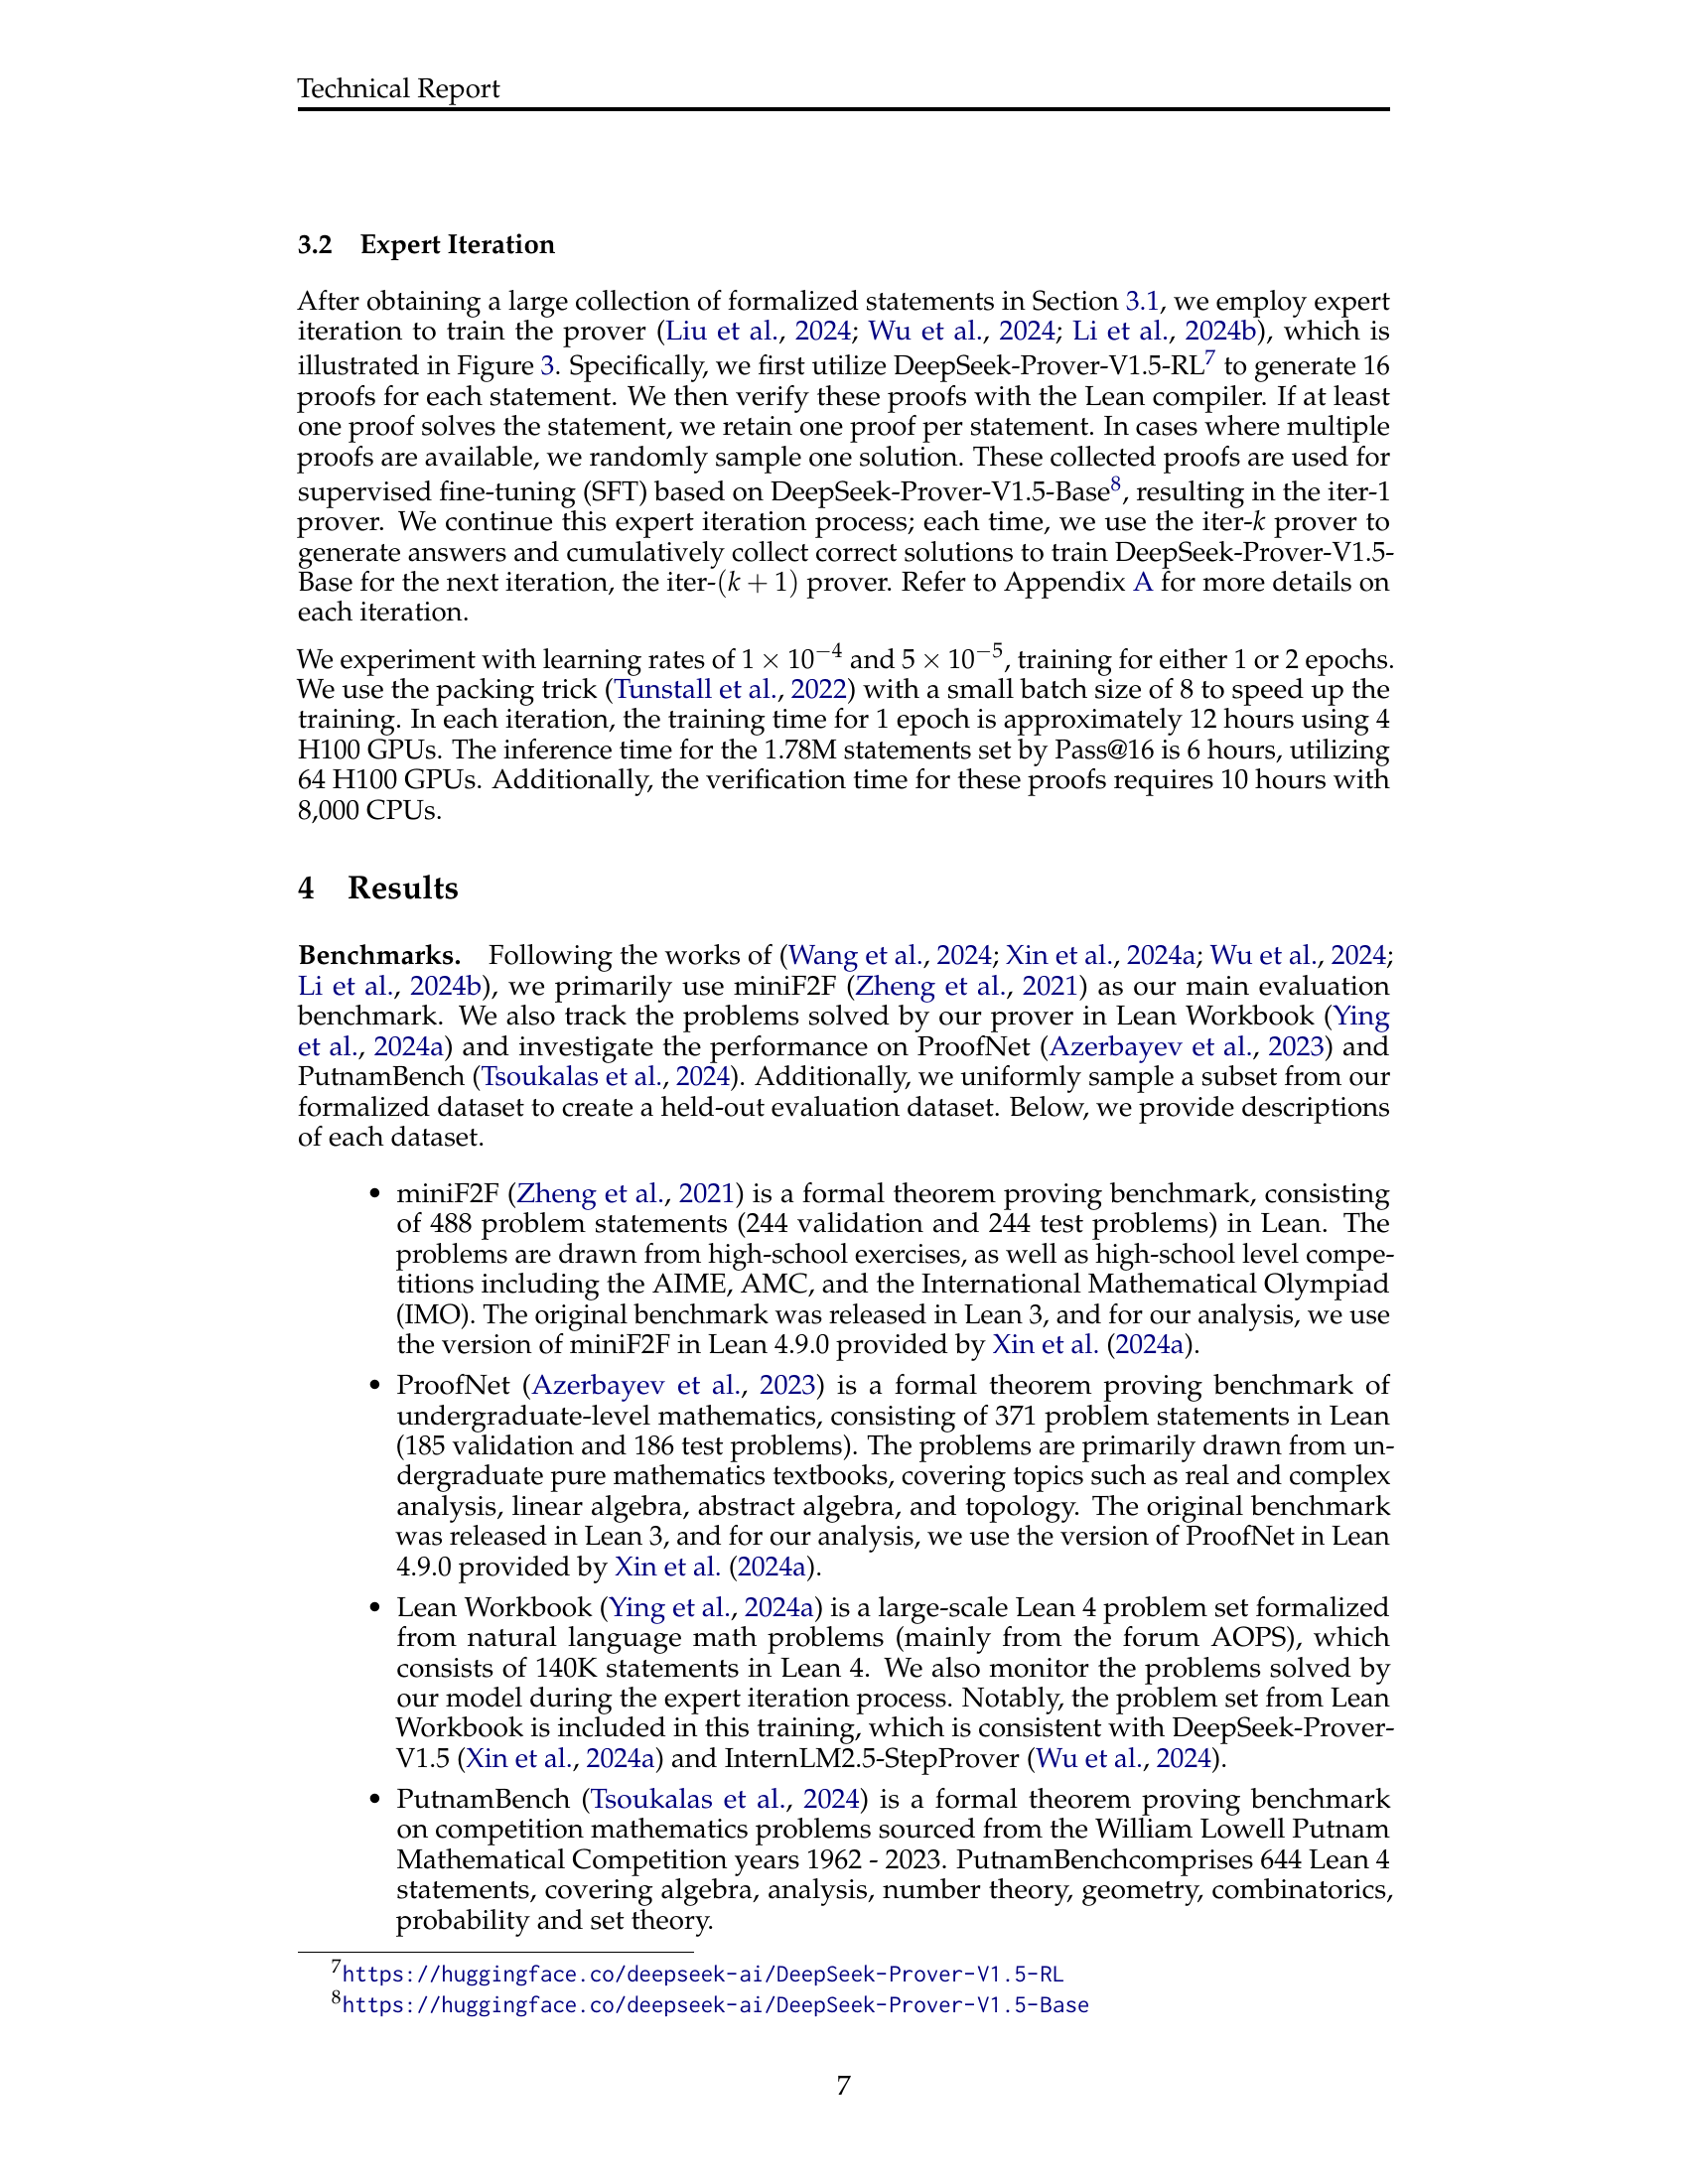 Technical Report
3.2 Expert Iteration
After obtaining a large collection of formalized statements in Section 3.1, we employ expert
iteration to train the prover (Liu et al., 2024; Wu et al., 2024; Li et al., 2024b), which is
illustrated in Figure 3. Specifically, we first utilize DeepSeek-Prover-V1.5-RL⁷ to generate 16
proofs for each statement. We then verify these proofs with the Lean compiler. If at least
one proof solves the statement, we retain one proof per statement. In cases where multiple
proofs are available, we randomly sample one solution. These collected proofs are used for
supervised fine-tuning (SFT) based on DeepSeek-Prover-V1.5-Base⁸, resulting in the iter-1
prover. We continue this expert iteration process; each time, we use the iter-k prover to
generate answers and cumulatively collect correct solutions to train DeepSeek-Prover-V1.5-
Base for the next iteration, the iter-(k + 1) prover. Refer to Appendix A for more details on
each iteration.
We experiment with learning rates of 1 × 10⁻⁴ and 5 × 10⁻⁵, training for either 1 or 2 epochs.
We use the packing trick (Tunstall et al., 2022) with a small batch size of 8 to speed up the
training. In each iteration, the training time for 1 epoch is approximately 12 hours using 4
H100 GPUs. The inference time for the 1.78M statements set by Pass@16 is 6 hours, utilizing
64 H100 GPUs. Additionally, the verification time for these proofs requires 10 hours with
8,000 CPUs.
4 Results
Benchmarks. Following the works of (Wang et al., 2024; Xin et al., 2024a; Wu et al., 2024;
Li et al., 2024b), we primarily use miniF2F (Zheng et al., 2021) as our main evaluation
benchmark. We also track the problems solved by our prover in Lean Workbook (Ying
et al., 2024a) and investigate the performance on ProofNet (Azerbayev et al., 2023) and
PutnamBench (Tsoukalas et al., 2024). Additionally, we uniformly sample a subset from our
formalized dataset to create a held-out evaluation dataset. Below, we provide descriptions
of each dataset.
• miniF2F (Zheng et al., 2021) is a formal theorem proving benchmark, consisting
of 488 problem statements (244 validation and 244 test problems) in Lean. The
problems are drawn from high-school exercises, as well as high-school level compe-
titions including the AIME, AMC, and the International Mathematical Olympiad
(IMO). The original benchmark was released in Lean 3, and for our analysis, we use
the version of miniF2F in Lean 4.9.0 provided by Xin et al. (2024a).
• ProofNet (Azerbayev et al., 2023) is a formal theorem proving benchmark of
undergraduate-level mathematics, consisting of 371 problem statements in Lean
(185 validation and 186 test problems). The problems are primarily drawn from un-
dergraduate pure mathematics textbooks, covering topics such as real and complex
analysis, linear algebra, abstract algebra, and topology. The original benchmark
was released in Lean 3, and for our analysis, we use the version of ProofNet in Lean
4.9.0 provided by Xin et al. (2024a).
• Lean Workbook (Ying et al., 2024a) is a large-scale Lean 4 problem set formalized
from natural language math problems (mainly from the forum AOPS), which
consists of 140K statements in Lean 4. We also monitor the problems solved by
our model during the expert iteration process. Notably, the problem set from Lean
Workbook is included in this training, which is consistent with DeepSeek-Prover-
V1.5 (Xin et al., 2024a) and InternLM2.5-StepProver (Wu et al., 2024).
• PutnamBench (Tsoukalas et al., 2024) is a formal theorem proving benchmark
on competition mathematics problems sourced from the William Lowell Putnam
Mathematical Competition years 1962 - 2023. PutnamBenchcomprises 644 Lean 4
statements, covering algebra, analysis, number theory, geometry, combinatorics,
probability and set theory.
⁷https://huggingface.co/deepseek-ai/DeepSeek-Prover-V1.5-RL
⁸https://huggingface.co/deepseek-ai/DeepSeek-Prover-V1.5-Base
7